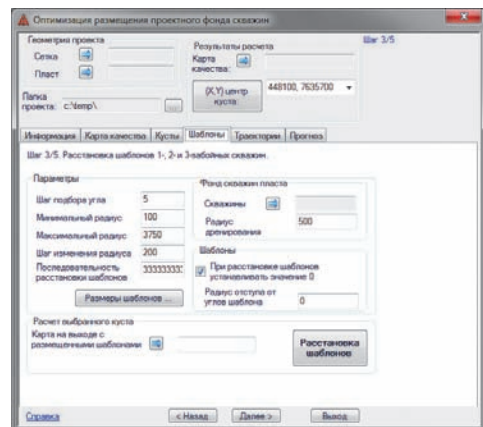 Оптимизация размещения проектного фонда скважин
Геометрия проекта
Сетка
Пласт
Результаты расчета
Карта качества:
Шаг 3/5
Папка проекта: c:\temp\
...
(X,Y) центр куста:
448100, 7635700
Информация Карта качества Кусты Шаблоны Траектории Прогноз
Шаг 3/5. Расстановка шаблонов 1-, 2- и 3-забойных скважин.
Параметры
Шаг подбора угла 5
Минимальный радиус 100
Максимальный радиус 3750
Шаг изменения радиуса 200
Последовательность расстановки шаблонов 33333333
Размеры шаблонов ...
Фонд скважин пласта
Скважины
Радиус дренирования 500
Шаблоны
При расстановке шаблонов устанавливать значение 0
Радиус отступа от углов шаблона 0
Расчет выбранного куста
Карта на выходе с размещенными шаблонами
Расстановка шаблонов
Справка
< Назад
Далее >
Выход